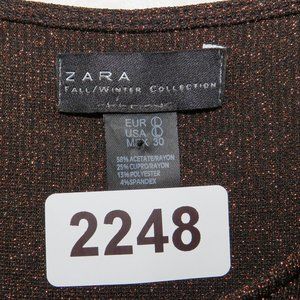 ZARA
FALL/WINTER COLLECTION
EUR L
USA L
MEX 30
58% ACETATE/RAYON
25% CUPRO/RAYON
13% POLYESTER
4% SPANDEX
2248